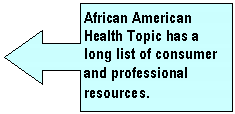 African American
Health Topic has a
long list of consumer
and professional
resources.